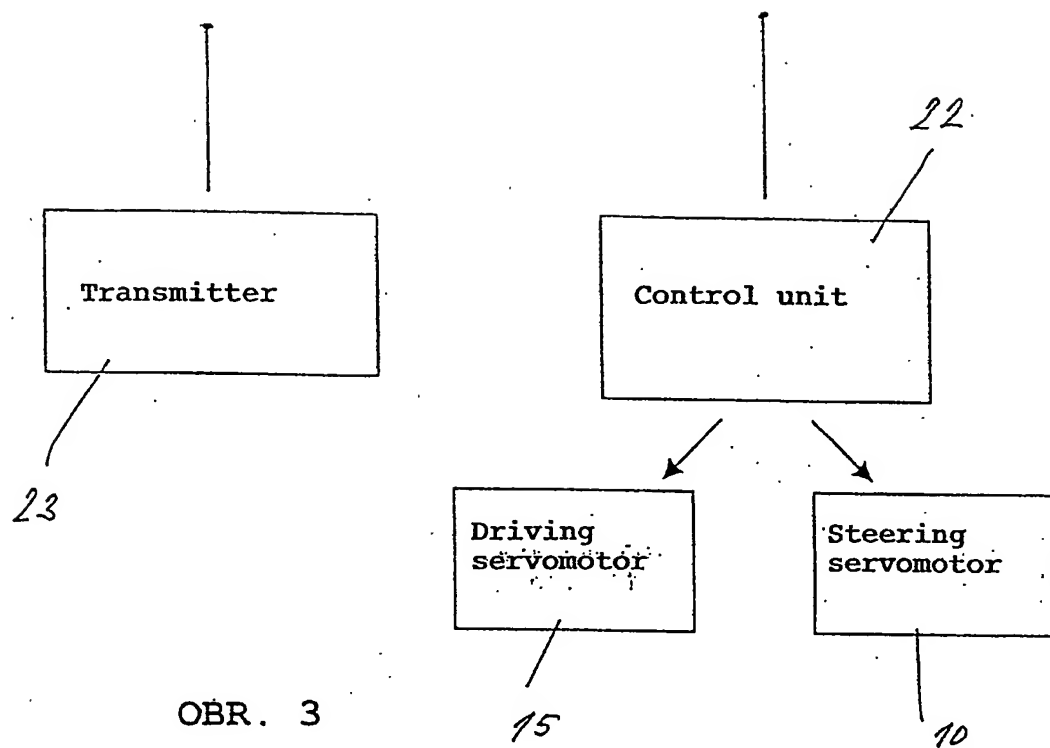 22
Transmitter
Control unit
23
Driving
servomotor
Steering
servomotor
OBR. 3
15
10